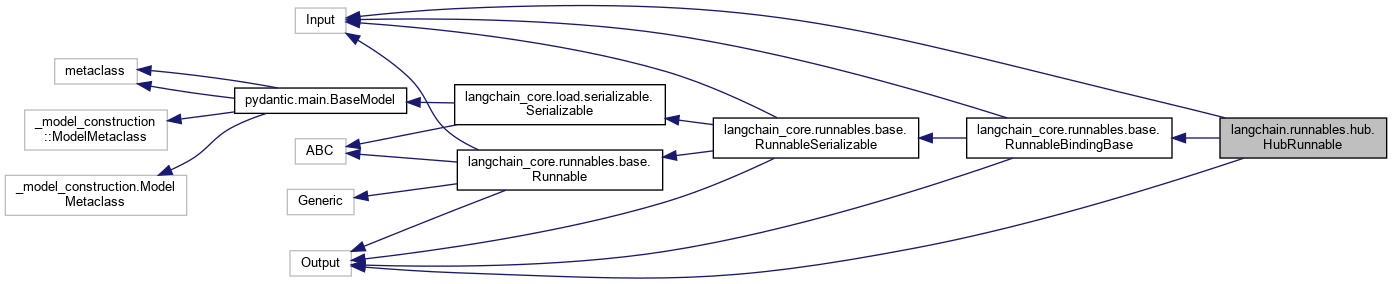 Input
metaclass
pydantic.main.BaseModel
_model_construction
::ModelMetaclass
_model_construction.Model
Metaclass
langchain_core.load.serializable.
Serializable
ABC
langchain_core.runnables.base.
Runnable
Generic
Output
langchain_core.runnables.base.
RunnableSerializable
langchain_core.runnables.base.
RunnableBindingBase
langchain.runnables.hub.
HubRunnable